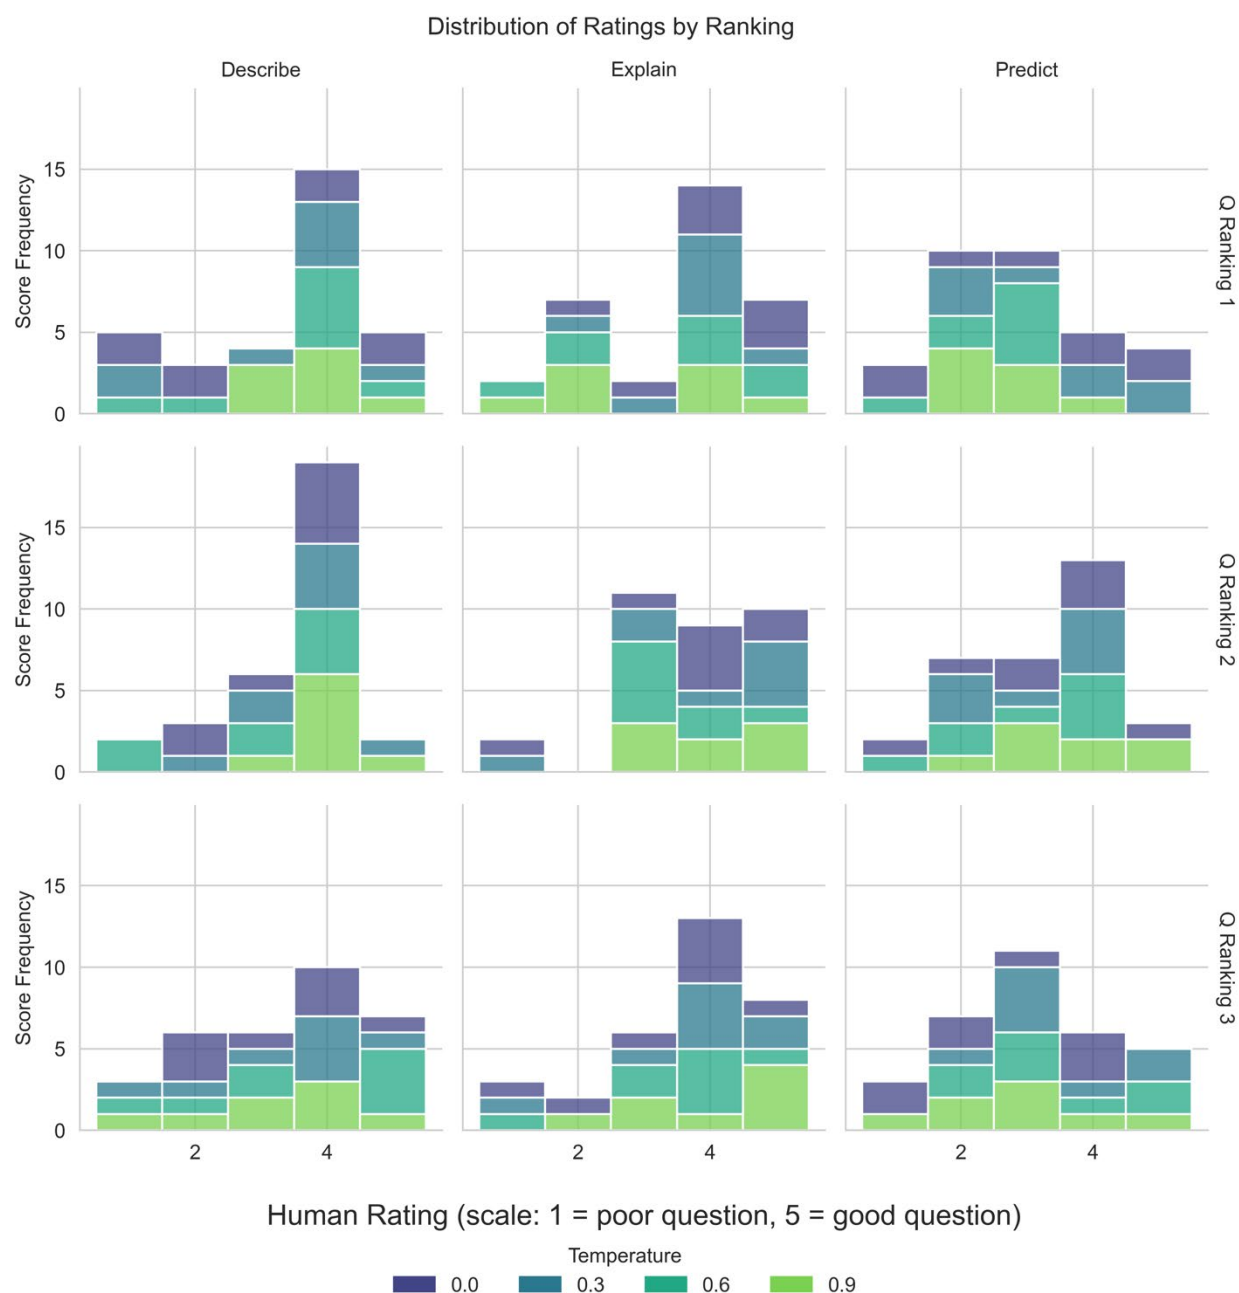 Distribution of Ratings by Ranking
Describe
Explain
Predict
Score Frequency
15
10
5
0
Q Ranking 1
Score Frequency
15
10
5
0
Q Ranking 2
Score Frequency
15
10
5
0
Q Ranking 3
2 4
2 4
2 4
Human Rating (scale: 1 = poor question, 5 = good question)
Temperature
0.0 0.3 0.6 0.9